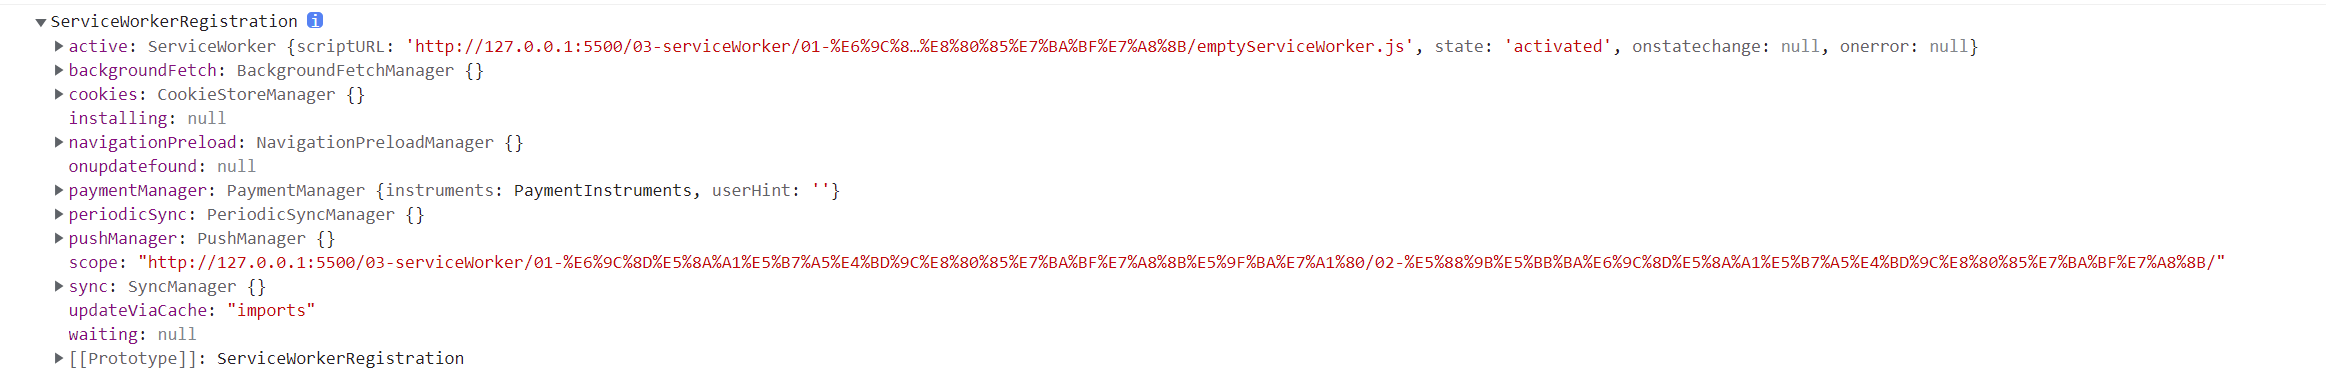 ServiceWorkerRegistration i
active: ServiceWorker {scriptURL: 'http://127.0.0.1:5500/03-serviceWorker/01-%E6%9C%8…%E8%80%85%E7%BA%BF%E7%A8%8B/emptyServiceWorker.js', state: 'activated', onstatechange: null, onerror: null}
backgroundFetch: BackgroundFetchManager {}
cookies: CookieStoreManager {}
installing: null
navigationPreload: NavigationPreloadManager {}
onupdatefound: null
paymentManager: PaymentManager {instruments: PaymentInstruments, userHint: ''}
periodicSync: PeriodicSyncManager {}
pushManager: PushManager {}
scope: "http://127.0.0.1:5500/03-serviceWorker/01-%E6%9C%8D%E5%8A%A1%E5%B7%A5%E4%BD%9C%E8%80%85%E7%BA%BF%E7%A8%8B%E5%9F%BA%E7%A1%80/02-%E5%88%9B%E5%BB%BA%E6%9C%8D%E5%8A%A1%E5%B7%A5%E4%BD%9C%E8%80%85%E7%BA%BF%E7%A8%8B/"
sync: SyncManager {}
updateViaCache: "imports"
waiting: null
[[Prototype]]: ServiceWorkerRegistration